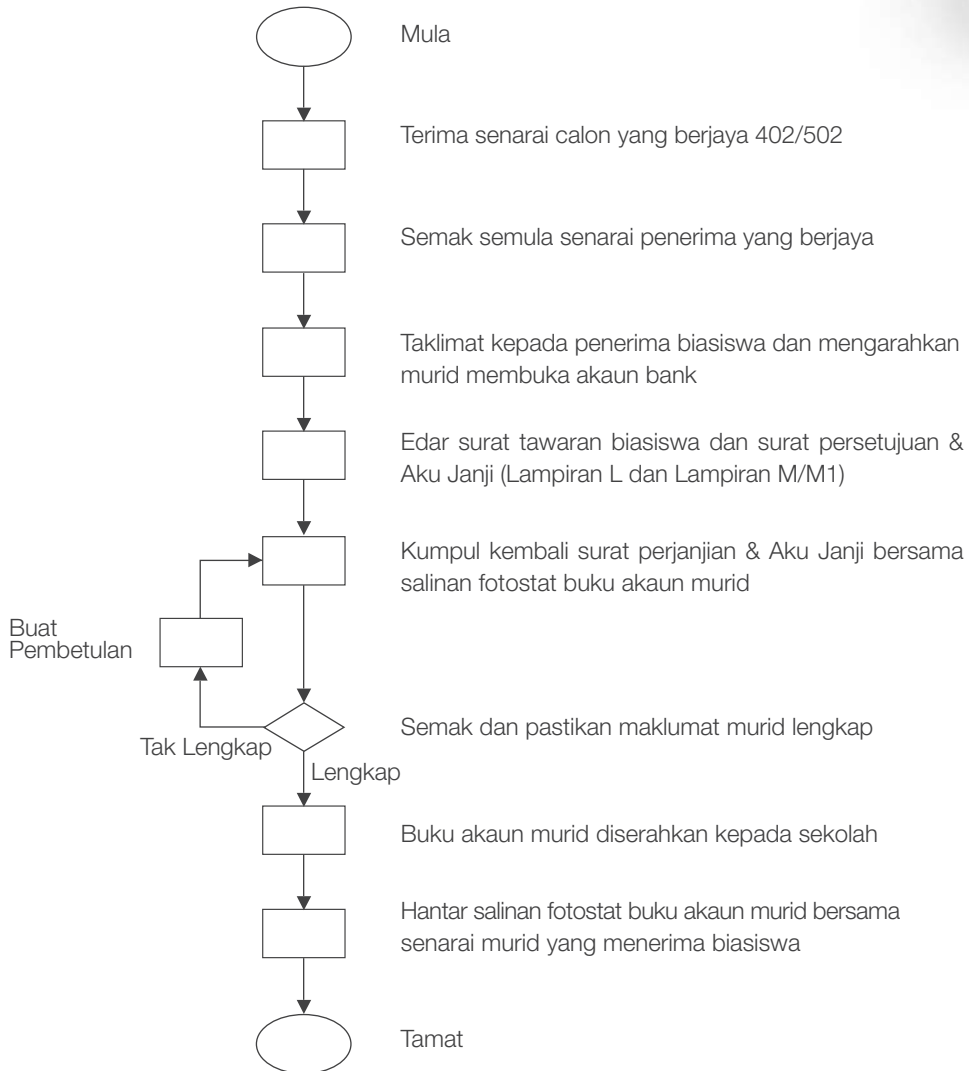 Mula
Terima senarai calon yang berjaya 402/502
Semak semula senarai penerima yang berjaya
Taklimat kepada penerima biasiswa dan mengarahkan
murid membuka akaun bank
Edar surat tawaran biasiswa dan surat persetujuan &
Aku Janji (Lampiran L dan Lampiran M/M1)
Kumpul kembali surat perjanjian & Aku Janji bersama
salinan fotostat buku akaun murid
Buat
Pembetulan
Semak dan pastikan maklumat murid lengkap
Tak Lengkap
Lengkap
Buku akaun murid diserahkan kepada sekolah
Hantar salinan fotostat buku akaun murid bersama
senarai murid yang menerima biasiswa
Tamat